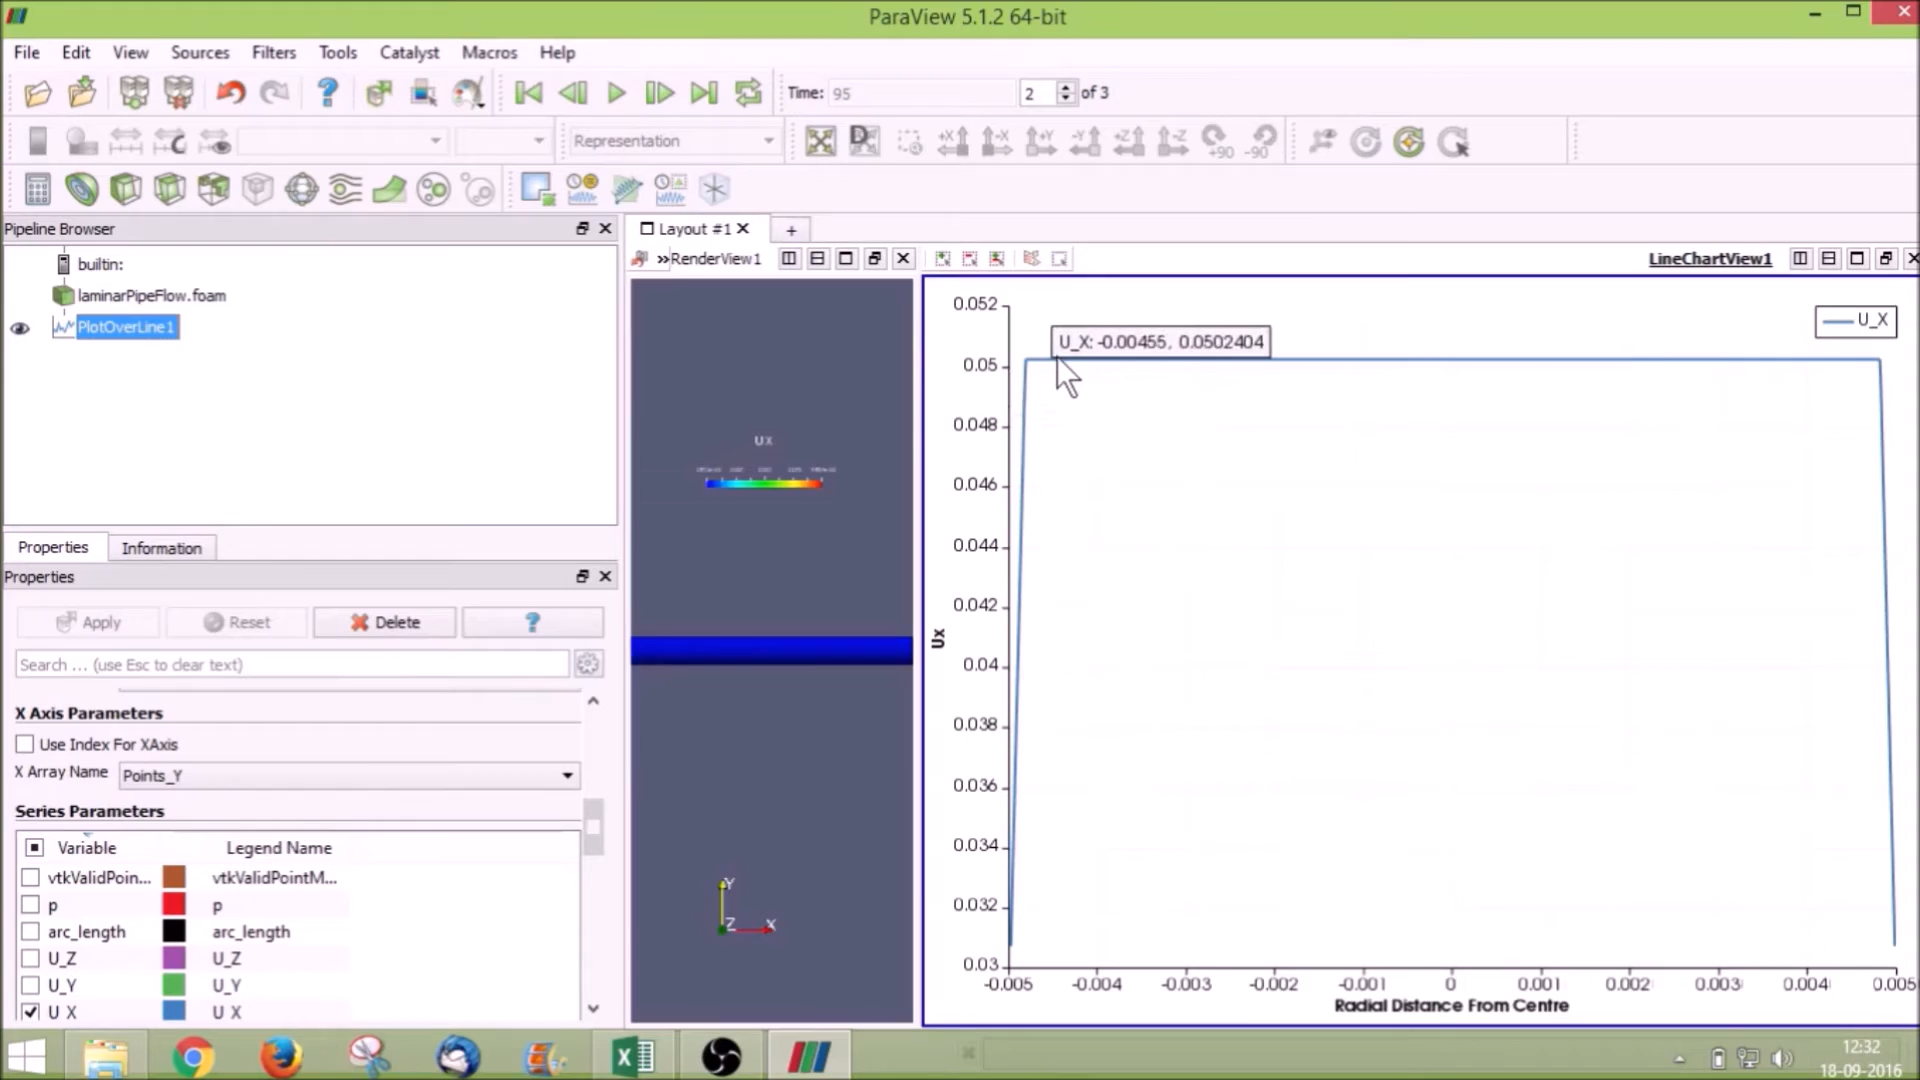 ParaView 5.1.2 64-bit
File Edit View Sources Filters Tools Catalyst Macros Help
Time: 95 2 of 3
Representation
+X -X +Y -Y +Z -Z +90 -90
Pipeline Browser
Layout #1
+
builtin:
laminarPipeFlow.foam
PlotOverLine1
RenderView1
LineChartView1
U X
0.052
0.05
0.048
0.046
0.044
0.042
0.04
0.038
0.036
0.034
0.032
0.03
Ux
U_X: -0.00455, 0.0502404
U_X
-0.005 -0.004 -0.003 -0.002 -0.001 0 0.001 0.002 0.003 0.004 0.005
Radial Distance From Centre
Y
Z X
Properties Information
Properties
Apply Reset Delete ?
Search ... (use Esc to clear text)
X Axis Parameters
Use Index For XAxis
X Array Name Points_Y
Series Parameters
Variable Legend Name
vtkValidPoin... vtkValidPointM...
p p
arc_length arc_length
U_Z U_Z
U_Y U_Y
U_X U_X
12:32
18-09-2016